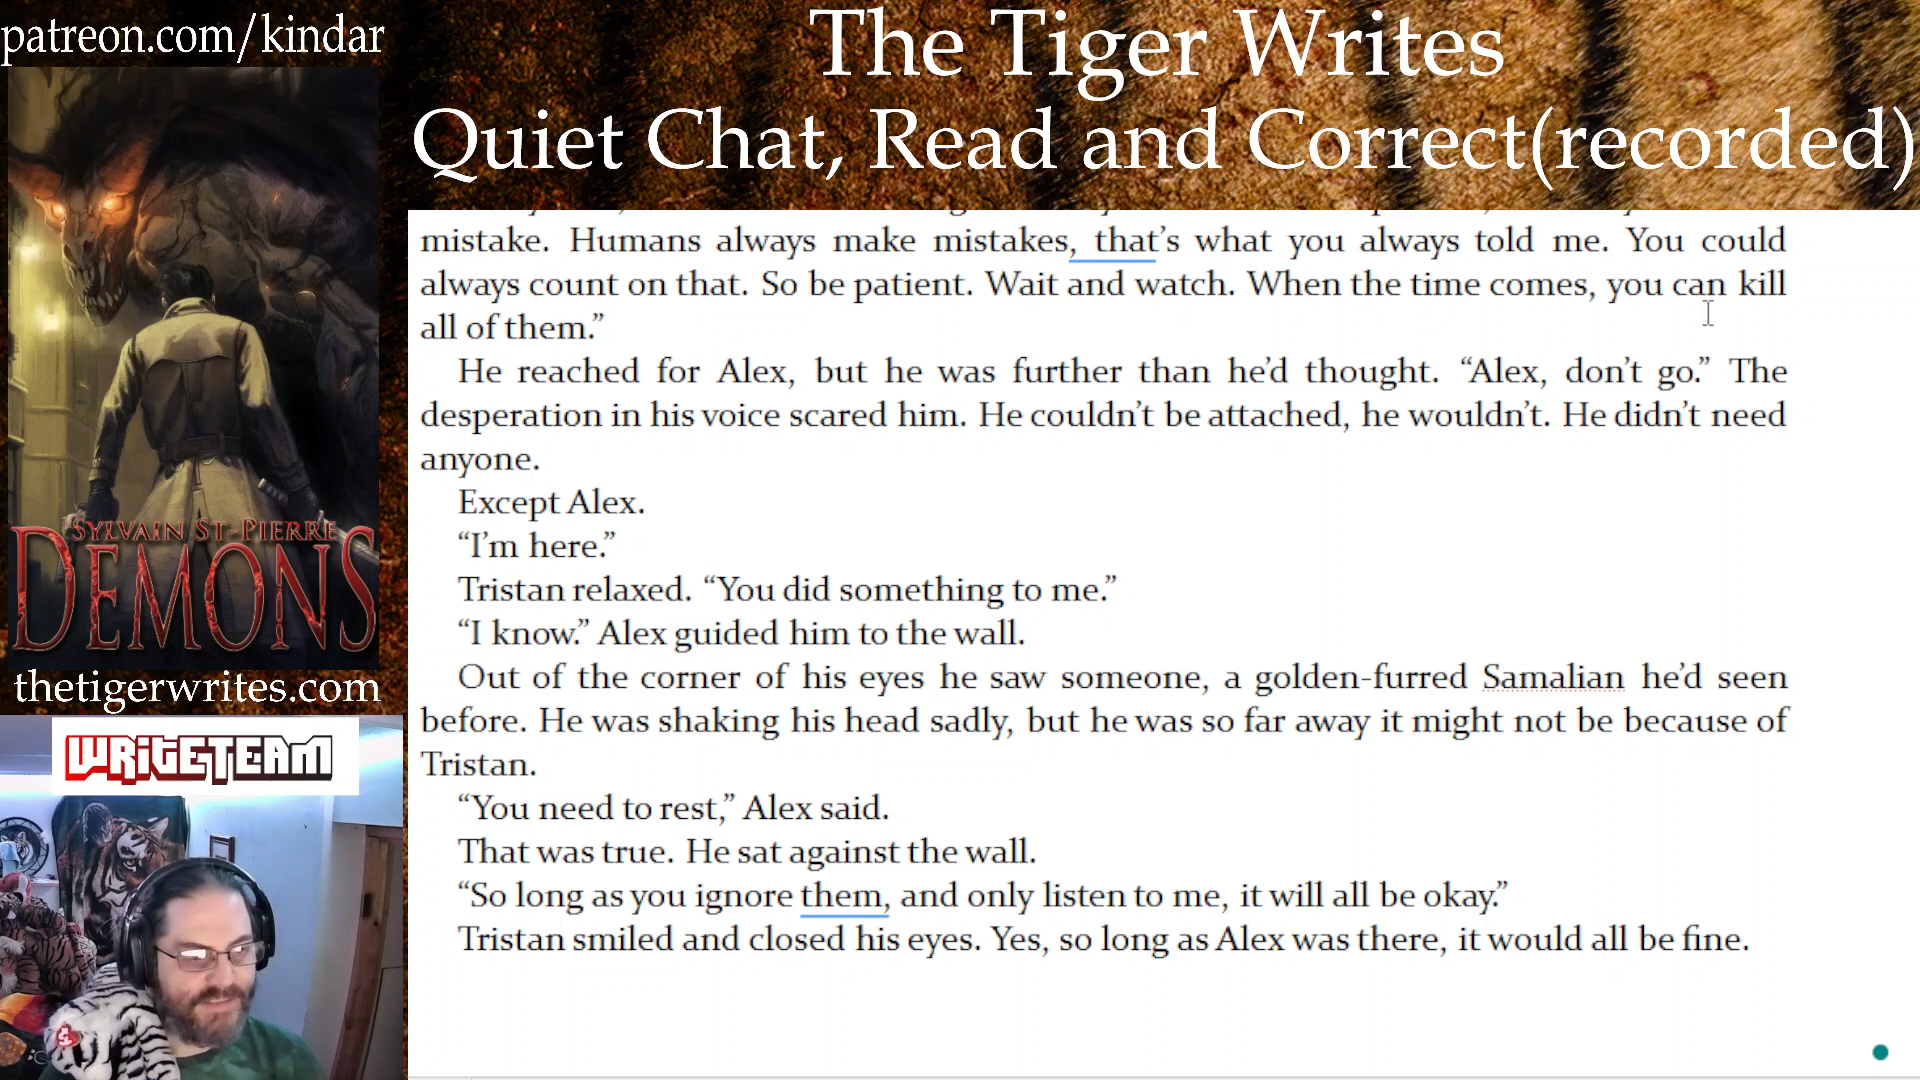 patreon.com/kindar
The Tiger Writes
Quiet Chat, Read and Correct(recorded)
mistake. Humans always make mistakes, that’s what you always told me. You could
always count on that. So be patient. Wait and watch. When the time comes, you can kill
all of them.”
He reached for Alex, but he was further than he’d thought. “Alex, don’t go.” The
desperation in his voice scared him. He couldn’t be attached, he wouldn’t. He didn’t need
anyone.
Except Alex.
“I’m here.”
Tristan relaxed. “You did something to me.”
“I know.” Alex guided him to the wall.
Out of the corner of his eyes he saw someone, a golden-furred Samalian he’d seen
before. He was shaking his head sadly, but he was so far away it might not be because of
Tristan.
“You need to rest,” Alex said.
That was true. He sat against the wall.
“So long as you ignore them, and only listen to me, it will all be okay.”
Tristan smiled and closed his eyes. Yes, so long as Alex was there, it would all be fine.
SYLVAIN ST-PIERRE
DEMONS
thetigerwrites.com
WRiTETEAM